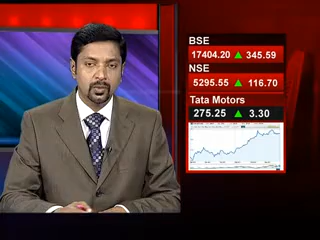 BSE
17404.20 ▲ 345.59
NSE
5295.55 ▲ 116.70
Tata Motors
275.25 ▲ 3.30